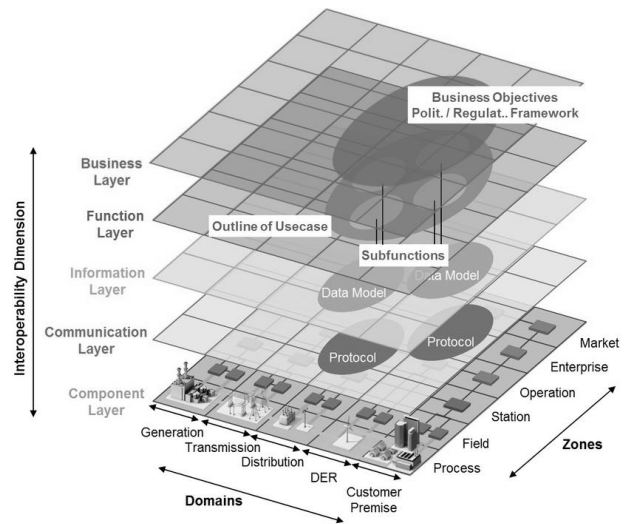 Business Objectives
Polit. / Regulat.. Framework
Interoperability Dimension
Business
Layer
Function
Layer
Outline of Usecase
Subfunctions
Information
Layer
Data Model
Data Model
Communication
Layer
Protocol
Protocol
Component
Layer
Market
Enterprise
Operation
Station
Field
Process
Zones
Generation
Transmission
Distribution
DER
Customer
Premise
Domains